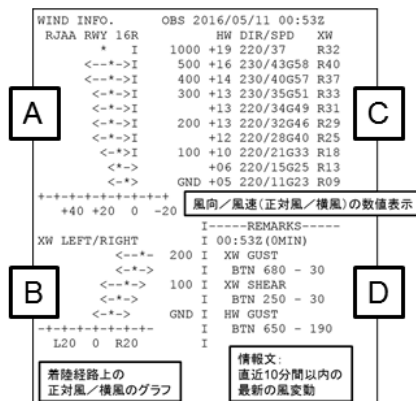 WIND INFO. OBS 2016/05/11 00:53Z
RJAA RWY 16R HW DIR/SPD XW
* I 1000 +19 220/37 R32
<--*->I 500 +16 230/43G58 R40
<-*->I 400 +14 230/40G57 R37
<-*->I 300 +13 230/35G51 R33
<-*->I +13 220/34G49 R31
<-*->I 200 +13 220/32G46 R29
<-*->I +12 220/28G40 R25
<-*>I 100 +10 220/21G33 R18
<*-> +06 220/15G25 R13
<-*> GND +05 220/11G23 R09
+-+-+-+-+-+-+-+-+
+40 +20 0 -20
風向/風速(正対風/横風)の数値表示
A
C
I-----REMARKS-----
XW LEFT/RIGHT I 00:53Z(0MIN)
<--*- 200 I XW GUST
<-*-> I BTN 680 - 30
<--*-> 100 I XW SHEAR
<-*--> I BTN 250 - 30
<-*-> GND I HW GUST
-+-+-+-+-+-+-+- I BTN 650 - 190
L20 0 R20 I
B
D
着陸経路上の
正対風/横風のグラフ
情報文:
直近10分間以内の
最新の風変動